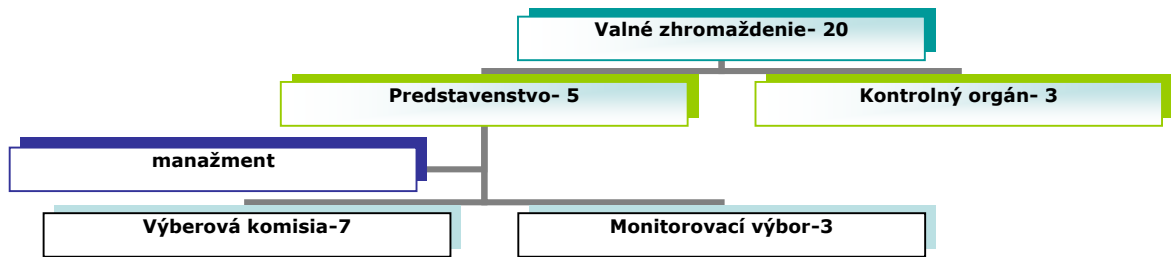 Valné zhromaždenie- 20
Predstavenstvo- 5
Kontrolný orgán- 3
manažment
Výberová komisia-7
Monitorovací výbor-3